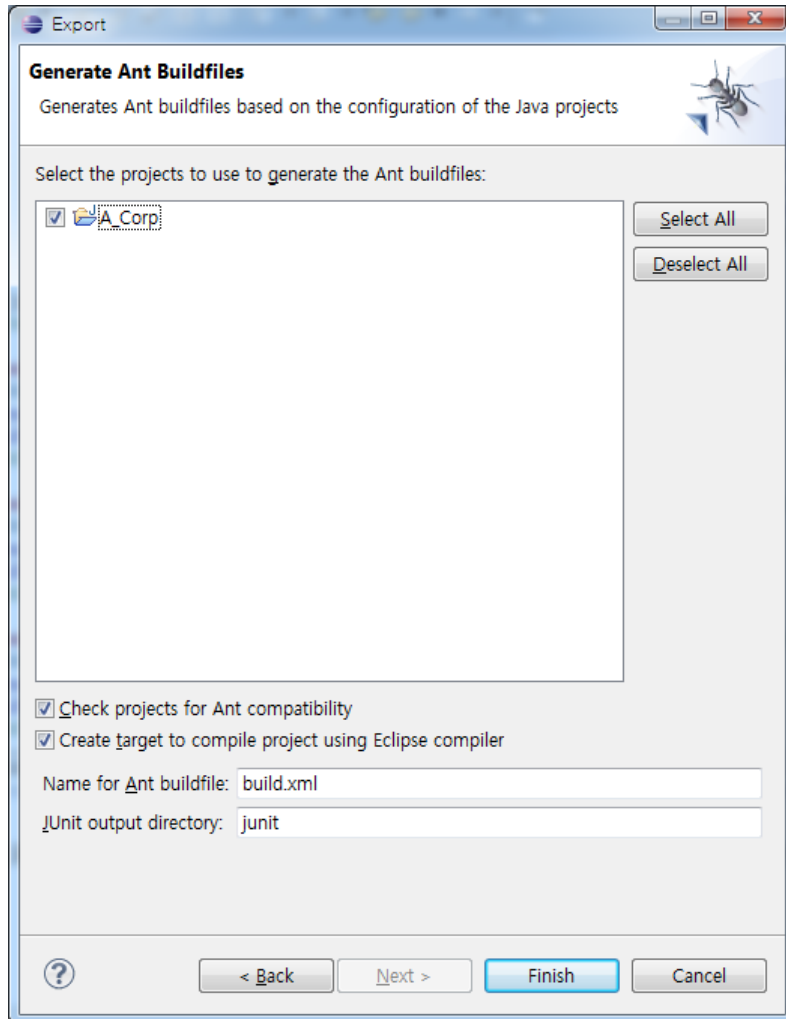 Export
Generate Ant Buildfiles
Generates Ant buildfiles based on the configuration of the Java projects
Select the projects to use to generate the Ant buildfiles:
A_Corp
Select All
Deselect All
Check projects for Ant compatibility
Create target to compile project using Eclipse compiler
Name for Ant buildfile: build.xml
JUnit output directory: junit
? < Back Next > Finish Cancel